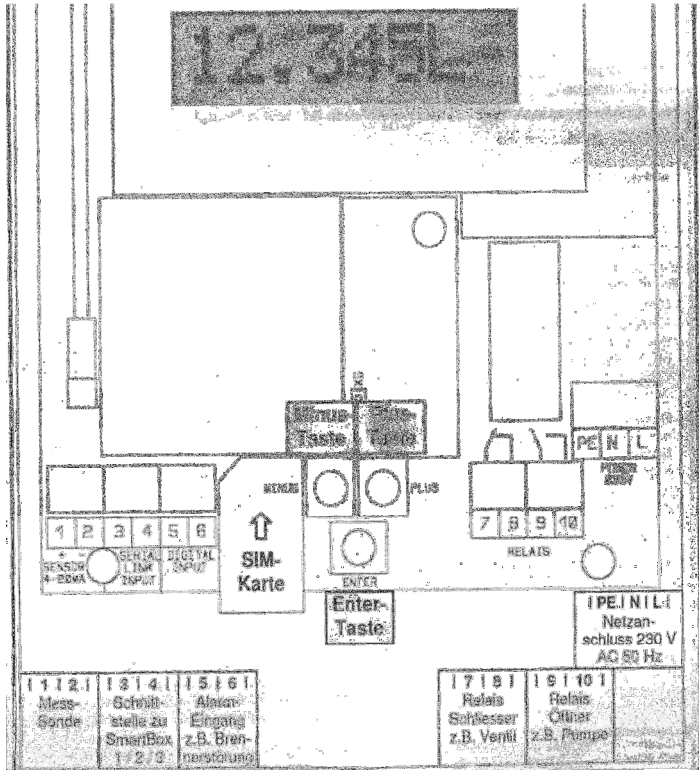 12.345L
Minus-
Taste
Plus-
Taste
PE N L
POWER
230V
MINUS
PLUS
1 2 3 4 5 6
+ -
SENSOR
4-20mA
SERIAL
LINK
INPUT
DIGITAL
INPUT
SIM-
Karte
ENTER
7 8 9 10
RELAIS
Enter-
Taste
PE N L
Netzan-
schluss 230 V
AC 50 Hz
1 2
Mess-
Sonde
3 4
Schnitt
stelle zu
SmartBox
1 / 2 / 3
5 6
Alarm-
Eingang
z.B. Bren-
nerstörung
7 8
Relais
Schliesser
z.B. Ventil
9 10
Relais
Öffner
z.B. Pumpe